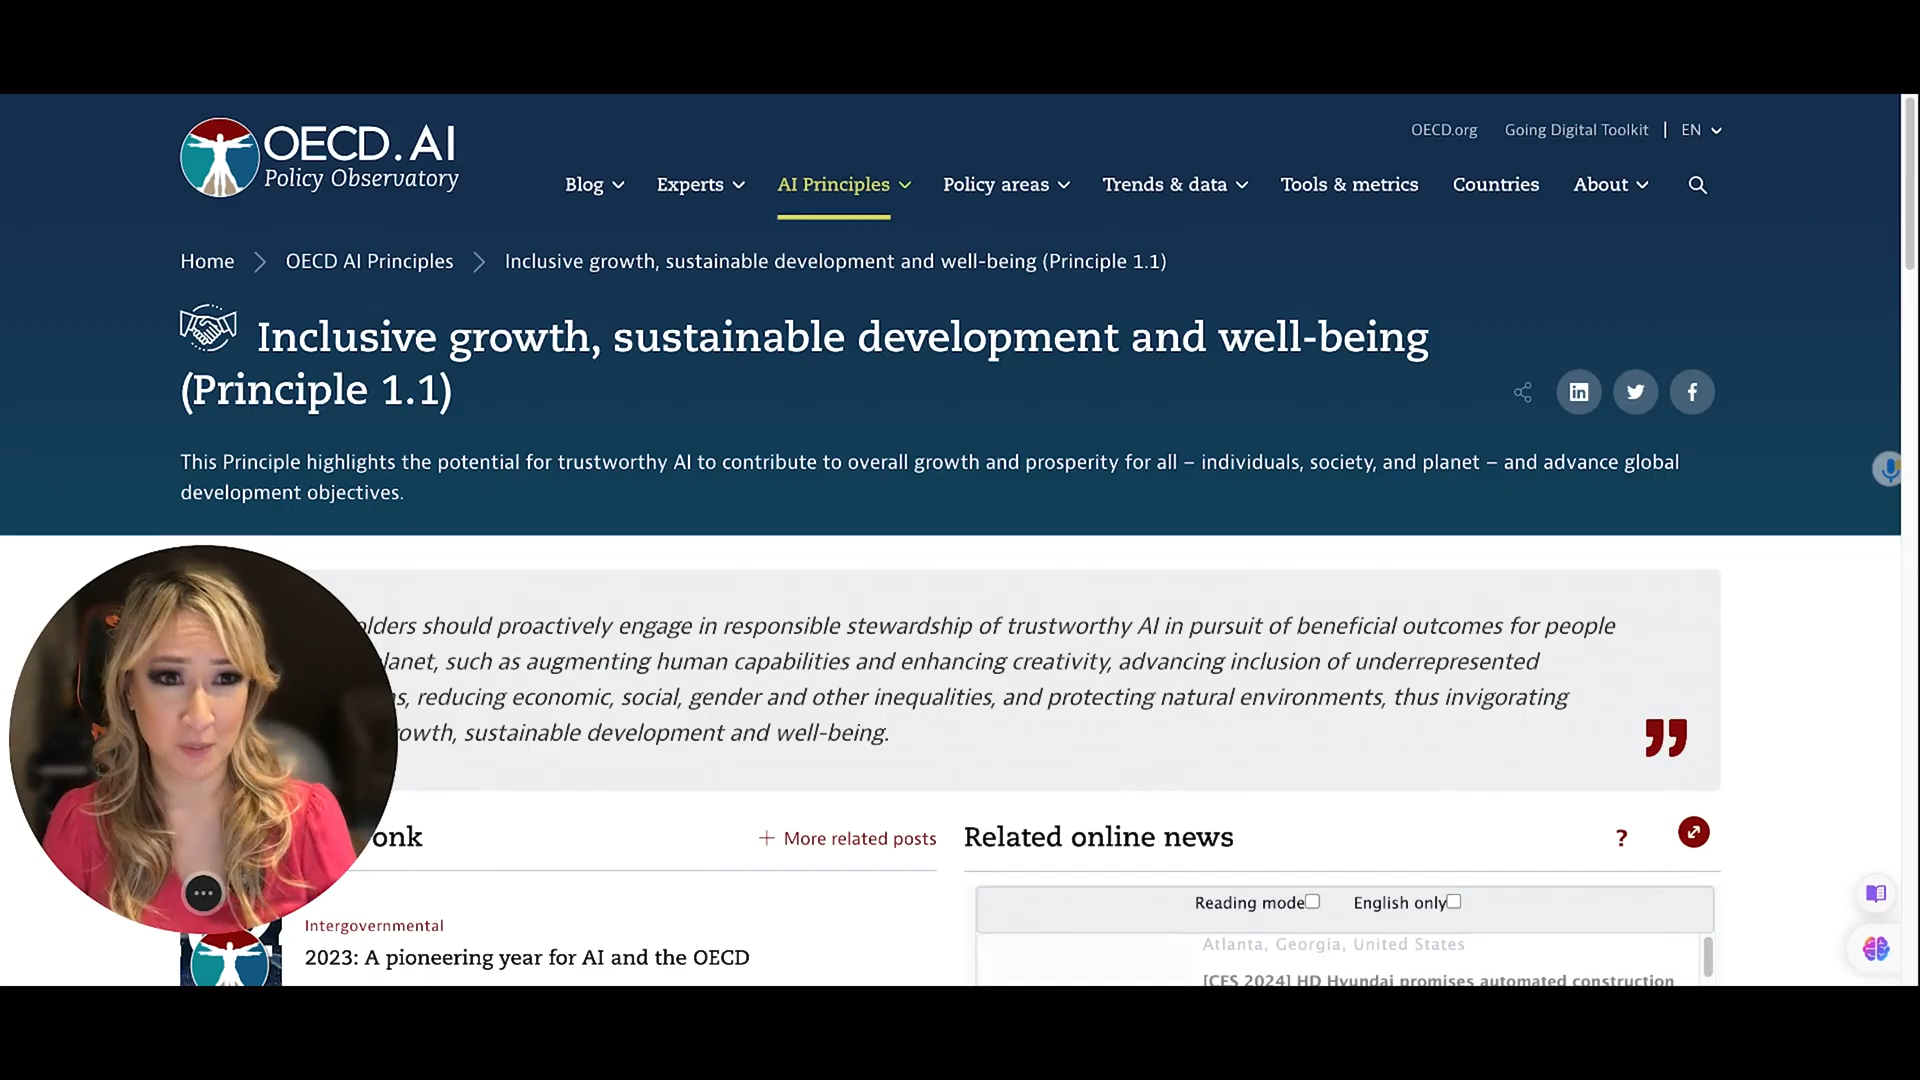 OECD.AI
Policy Observatory
OECD.org Going Digital Toolkit | EN
Blog Experts AI Principles Policy areas Trends & data Tools & metrics Countries About
Home OECD AI Principles Inclusive growth, sustainable development and well-being (Principle 1.1)
Inclusive growth, sustainable development and well-being
(Principle 1.1)
This Principle highlights the potential for trustworthy AI to contribute to overall growth and prosperity for all – individuals, society, and planet – and advance global
development objectives.
should proactively engage in responsible stewardship of trustworthy AI in pursuit of beneficial outcomes for people
such as augmenting human capabilities and enhancing creativity, advancing inclusion of underrepresented
reducing economic, social, gender and other inequalities, and protecting natural environments, thus invigorating
sustainable development and well-being.
”
onk
+ More related posts
Related online news
?
Reading mode English only
Intergovernmental
2023: A pioneering year for AI and the OECD
Atlanta, Georgia, United States
[CES 2024] HD Hyundai promises automated construction